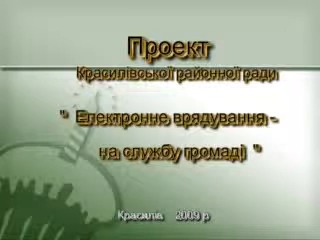 Проект
Красилівської районної ради
" Електронне врядування -
на службу громаді "
Красилів 2009 р